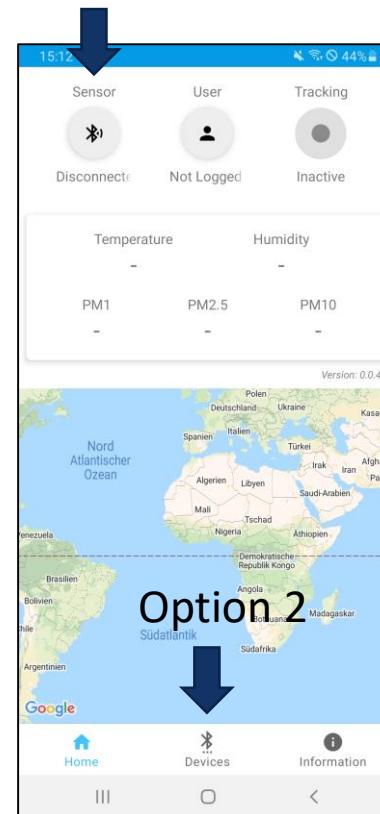 15:12 44%
Sensor User Tracking
Disconnecte Not Logged Inactive
Temperature Humidity
- -
PM1 PM2.5 PM10
- - -
Version: 0.0.4
Polen
Deutschland Ukraine
Kasa
Spanien Italien
Türkei
Nord
Atlantischer
Ozean
Irak Iran Afgh
Pa
Algerien Libyen
Saudi-Arabien
Mali
Tschad
Nigeria
Äthiopien
enezuela
Demokratische
Republik Kongo
Brasilien
Angola
Bolivien
Option 2
Madagaskar
hile
Südatlantik
Südafrika
Argentinien
Google
Home Devices Information